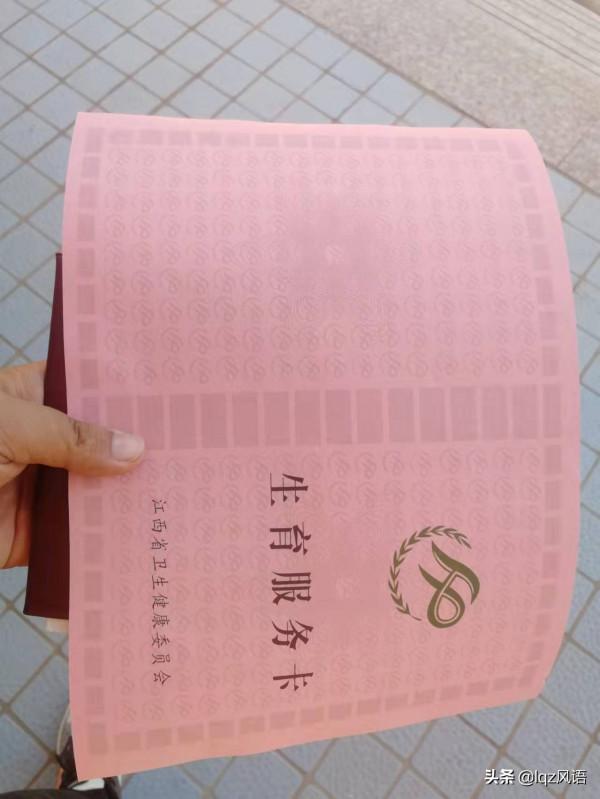 生育服务卡
江西省卫生健康委员会
头条 @lqz风语